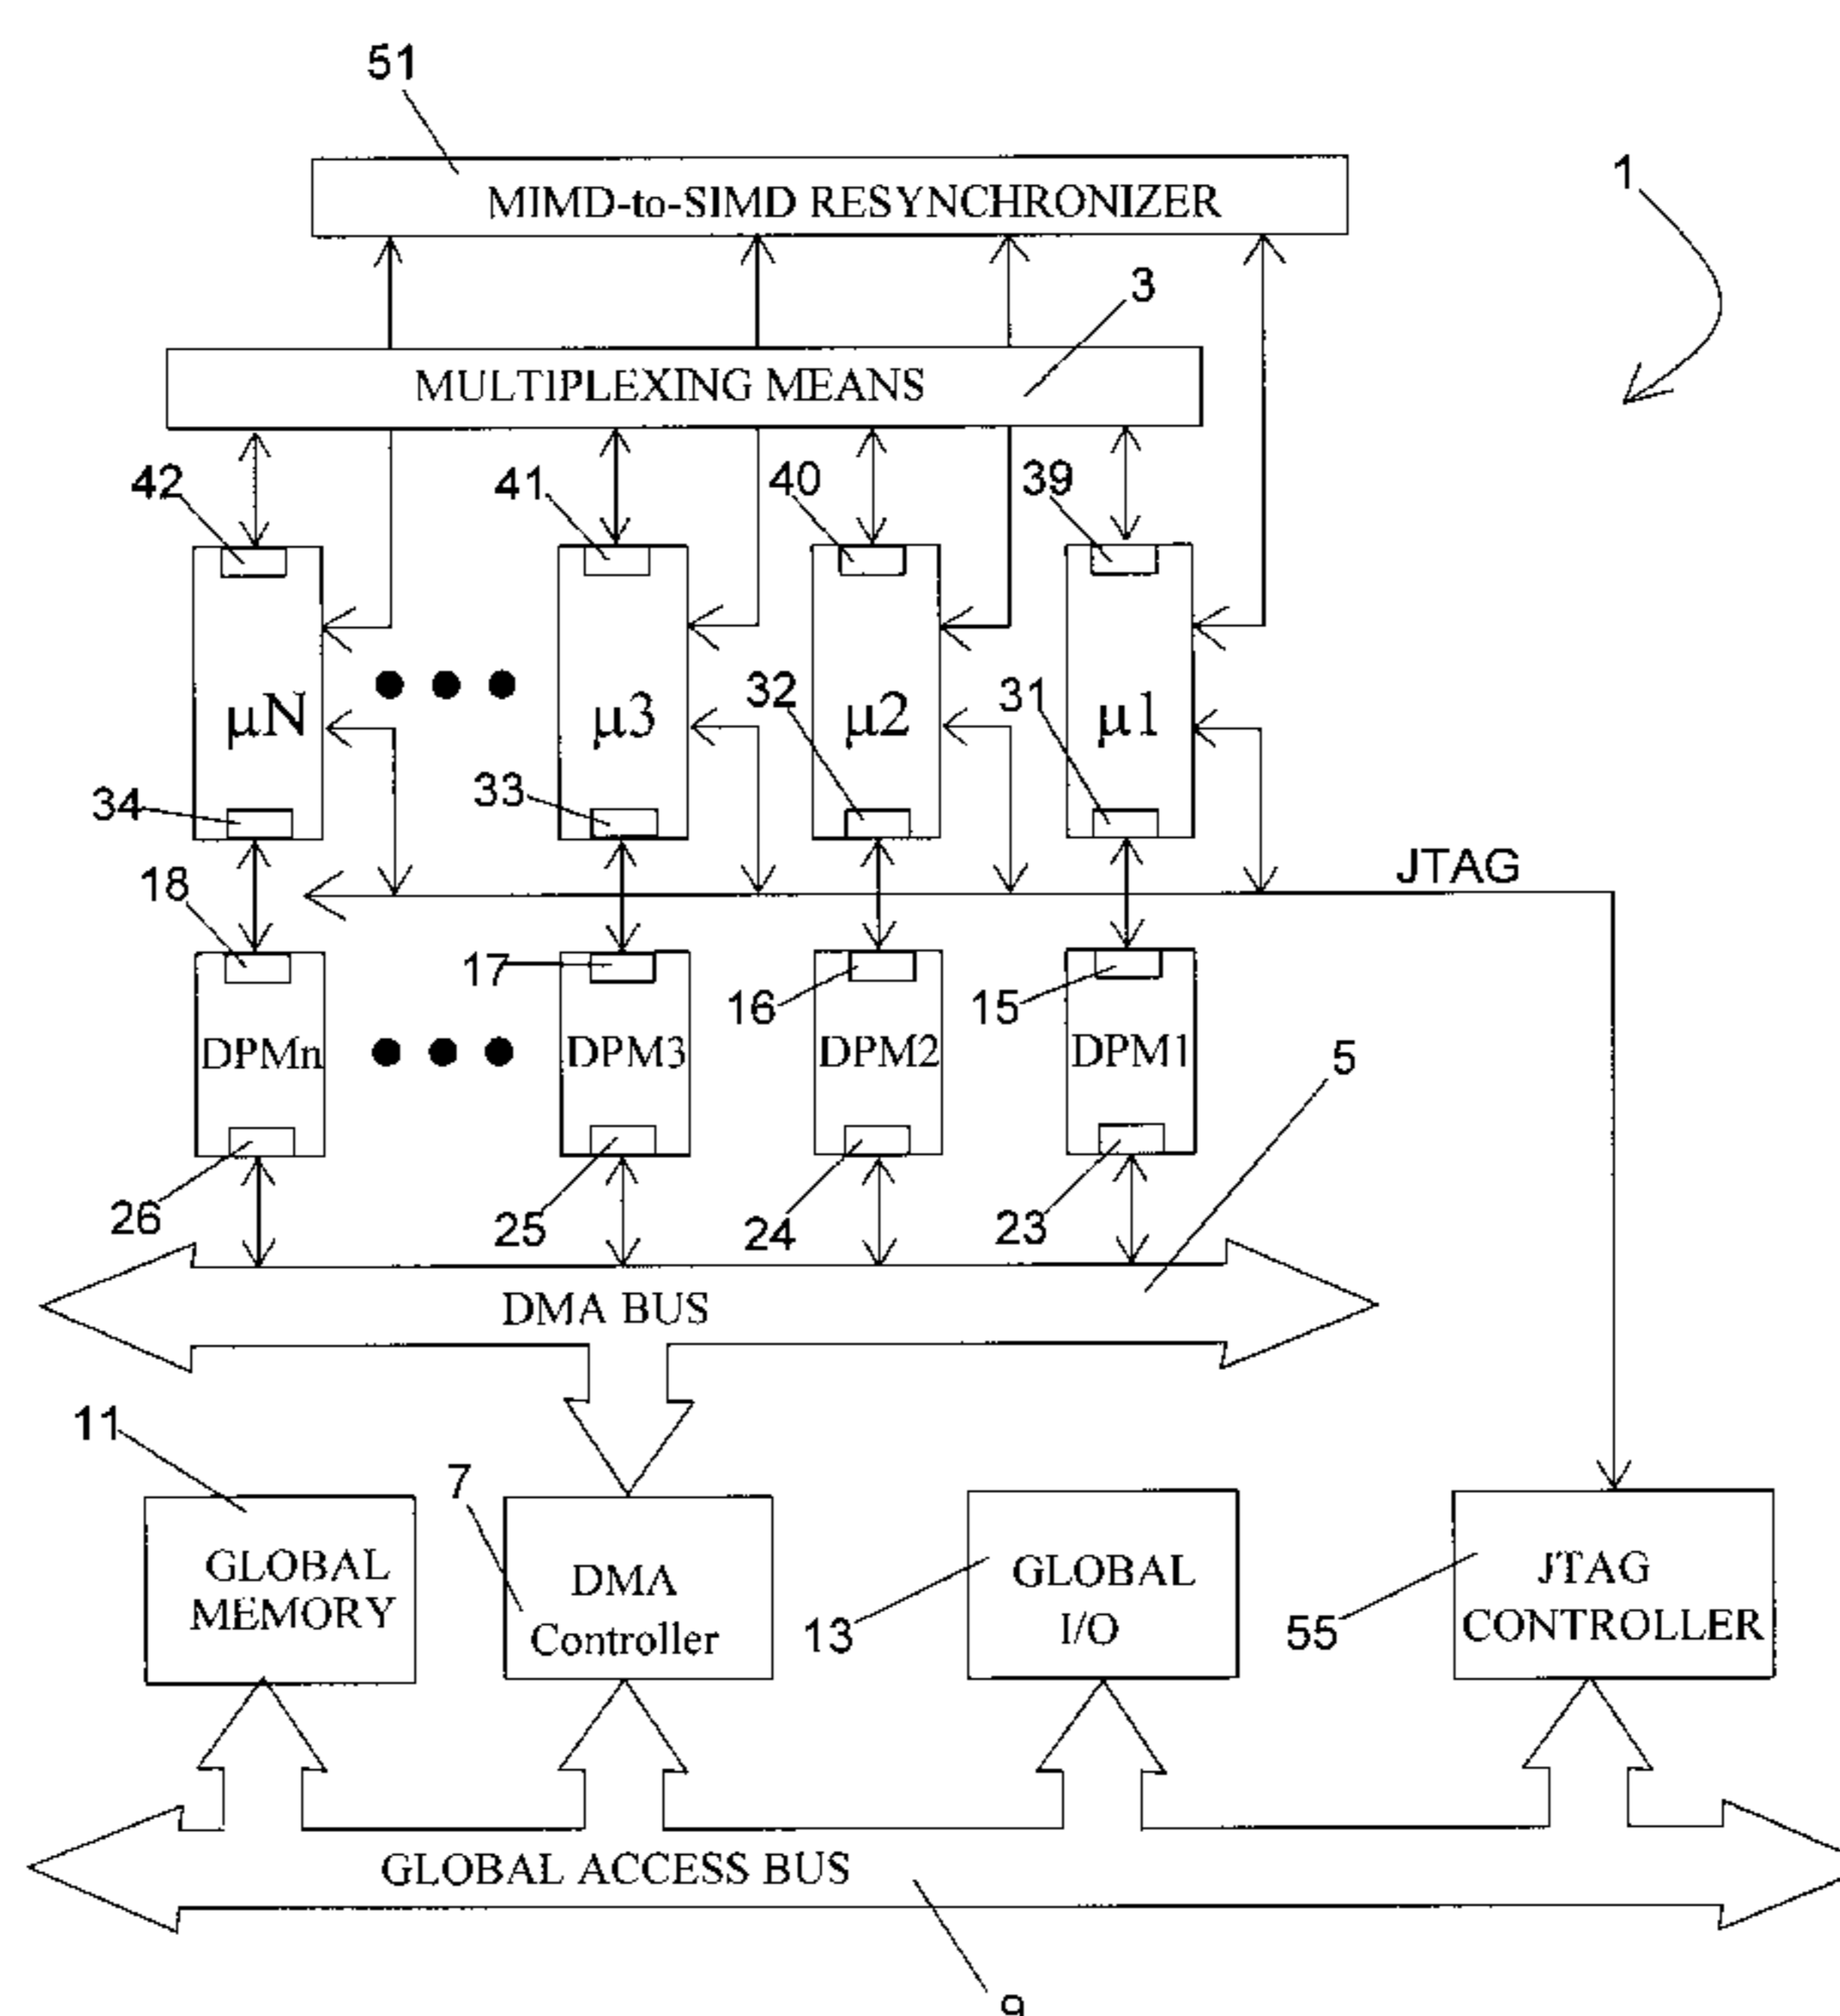 51
MIMD-to-SIMD RESYNCHRONIZER
1
3
MULTIPLEXING MEANS
42
41
40
39
µN
µ3
32
µ2
31
µ1
34
33
JTAG
18
17
16
15
DPMn
DPM3
DPM2
DPM1
5
26
25
24
23
DMA BUS
11
7
GLOBAL
MEMORY
DMA
Controller
13
GLOBAL
I/O
55
JTAG
CONTROLLER
GLOBAL ACCESS BUS
9